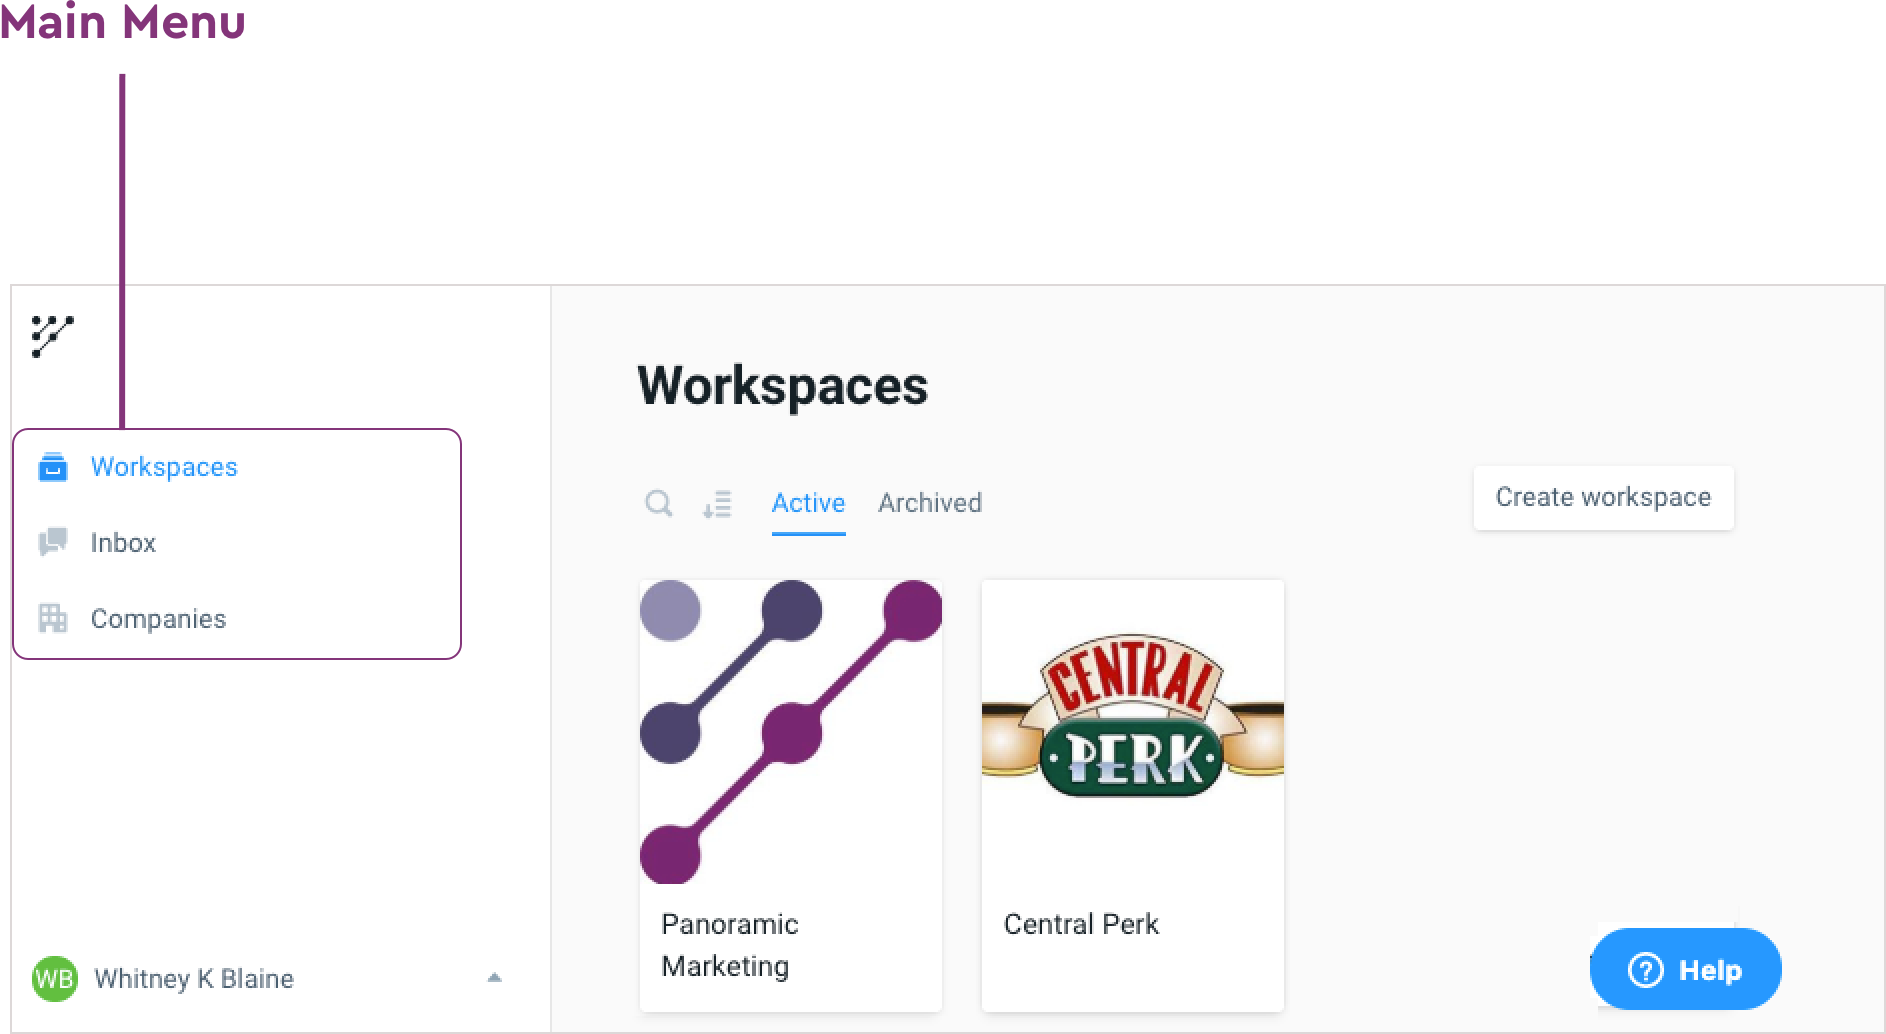 Main Menu
Workspaces
Inbox
Companies
WB Whitney K Blaine
Workspaces
Active Archived
Create workspace
CENTRAL
PERK
Panoramic
Marketing
Central Perk
? Help